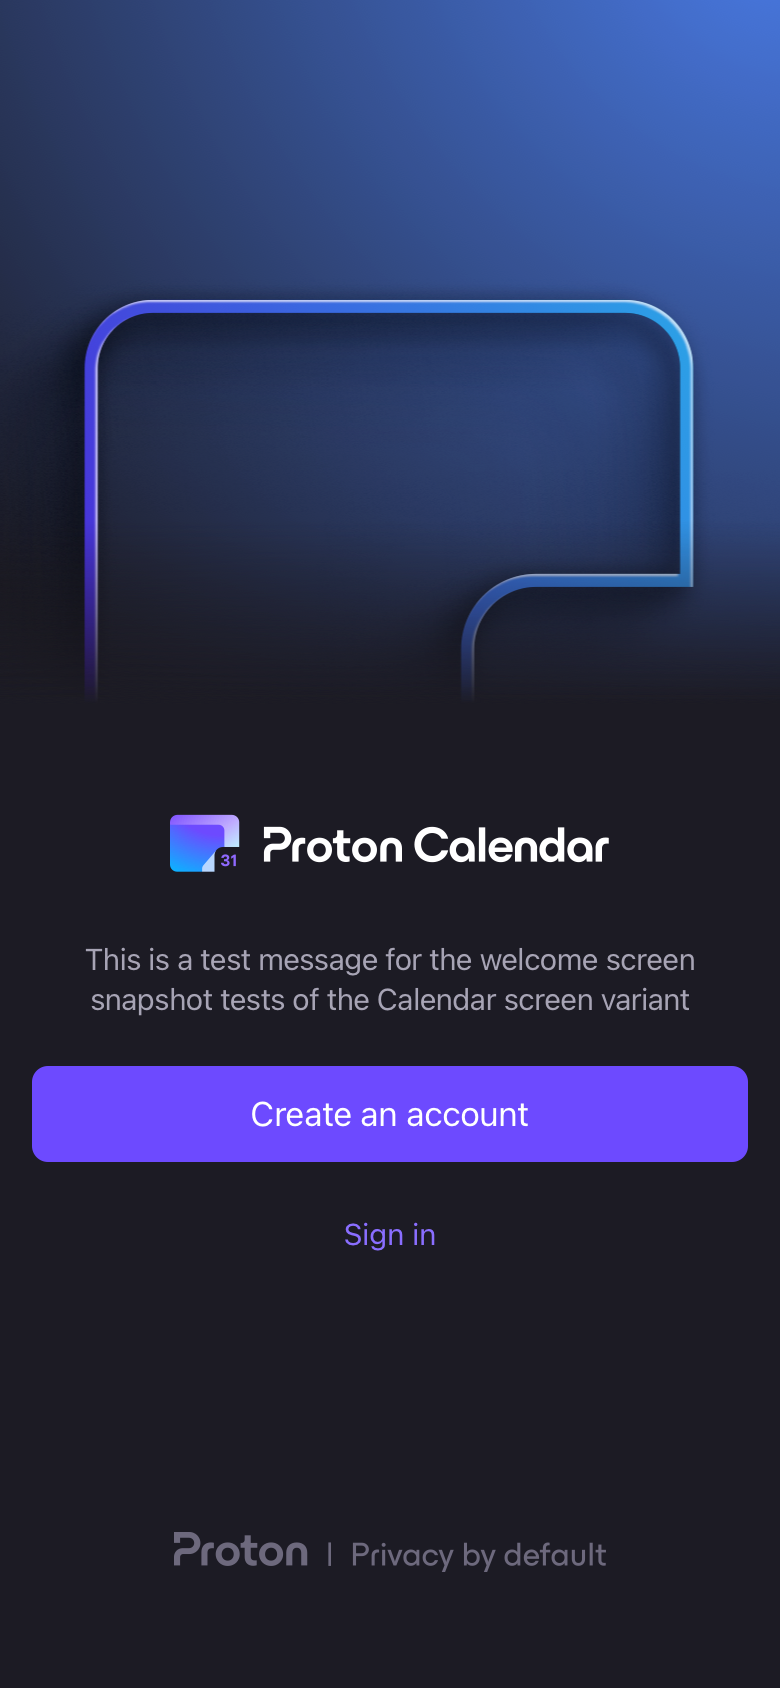 31
Proton Calendar
This is a test message for the welcome screen
snapshot tests of the Calendar screen variant
Create an account
Sign in
Proton | Privacy by default